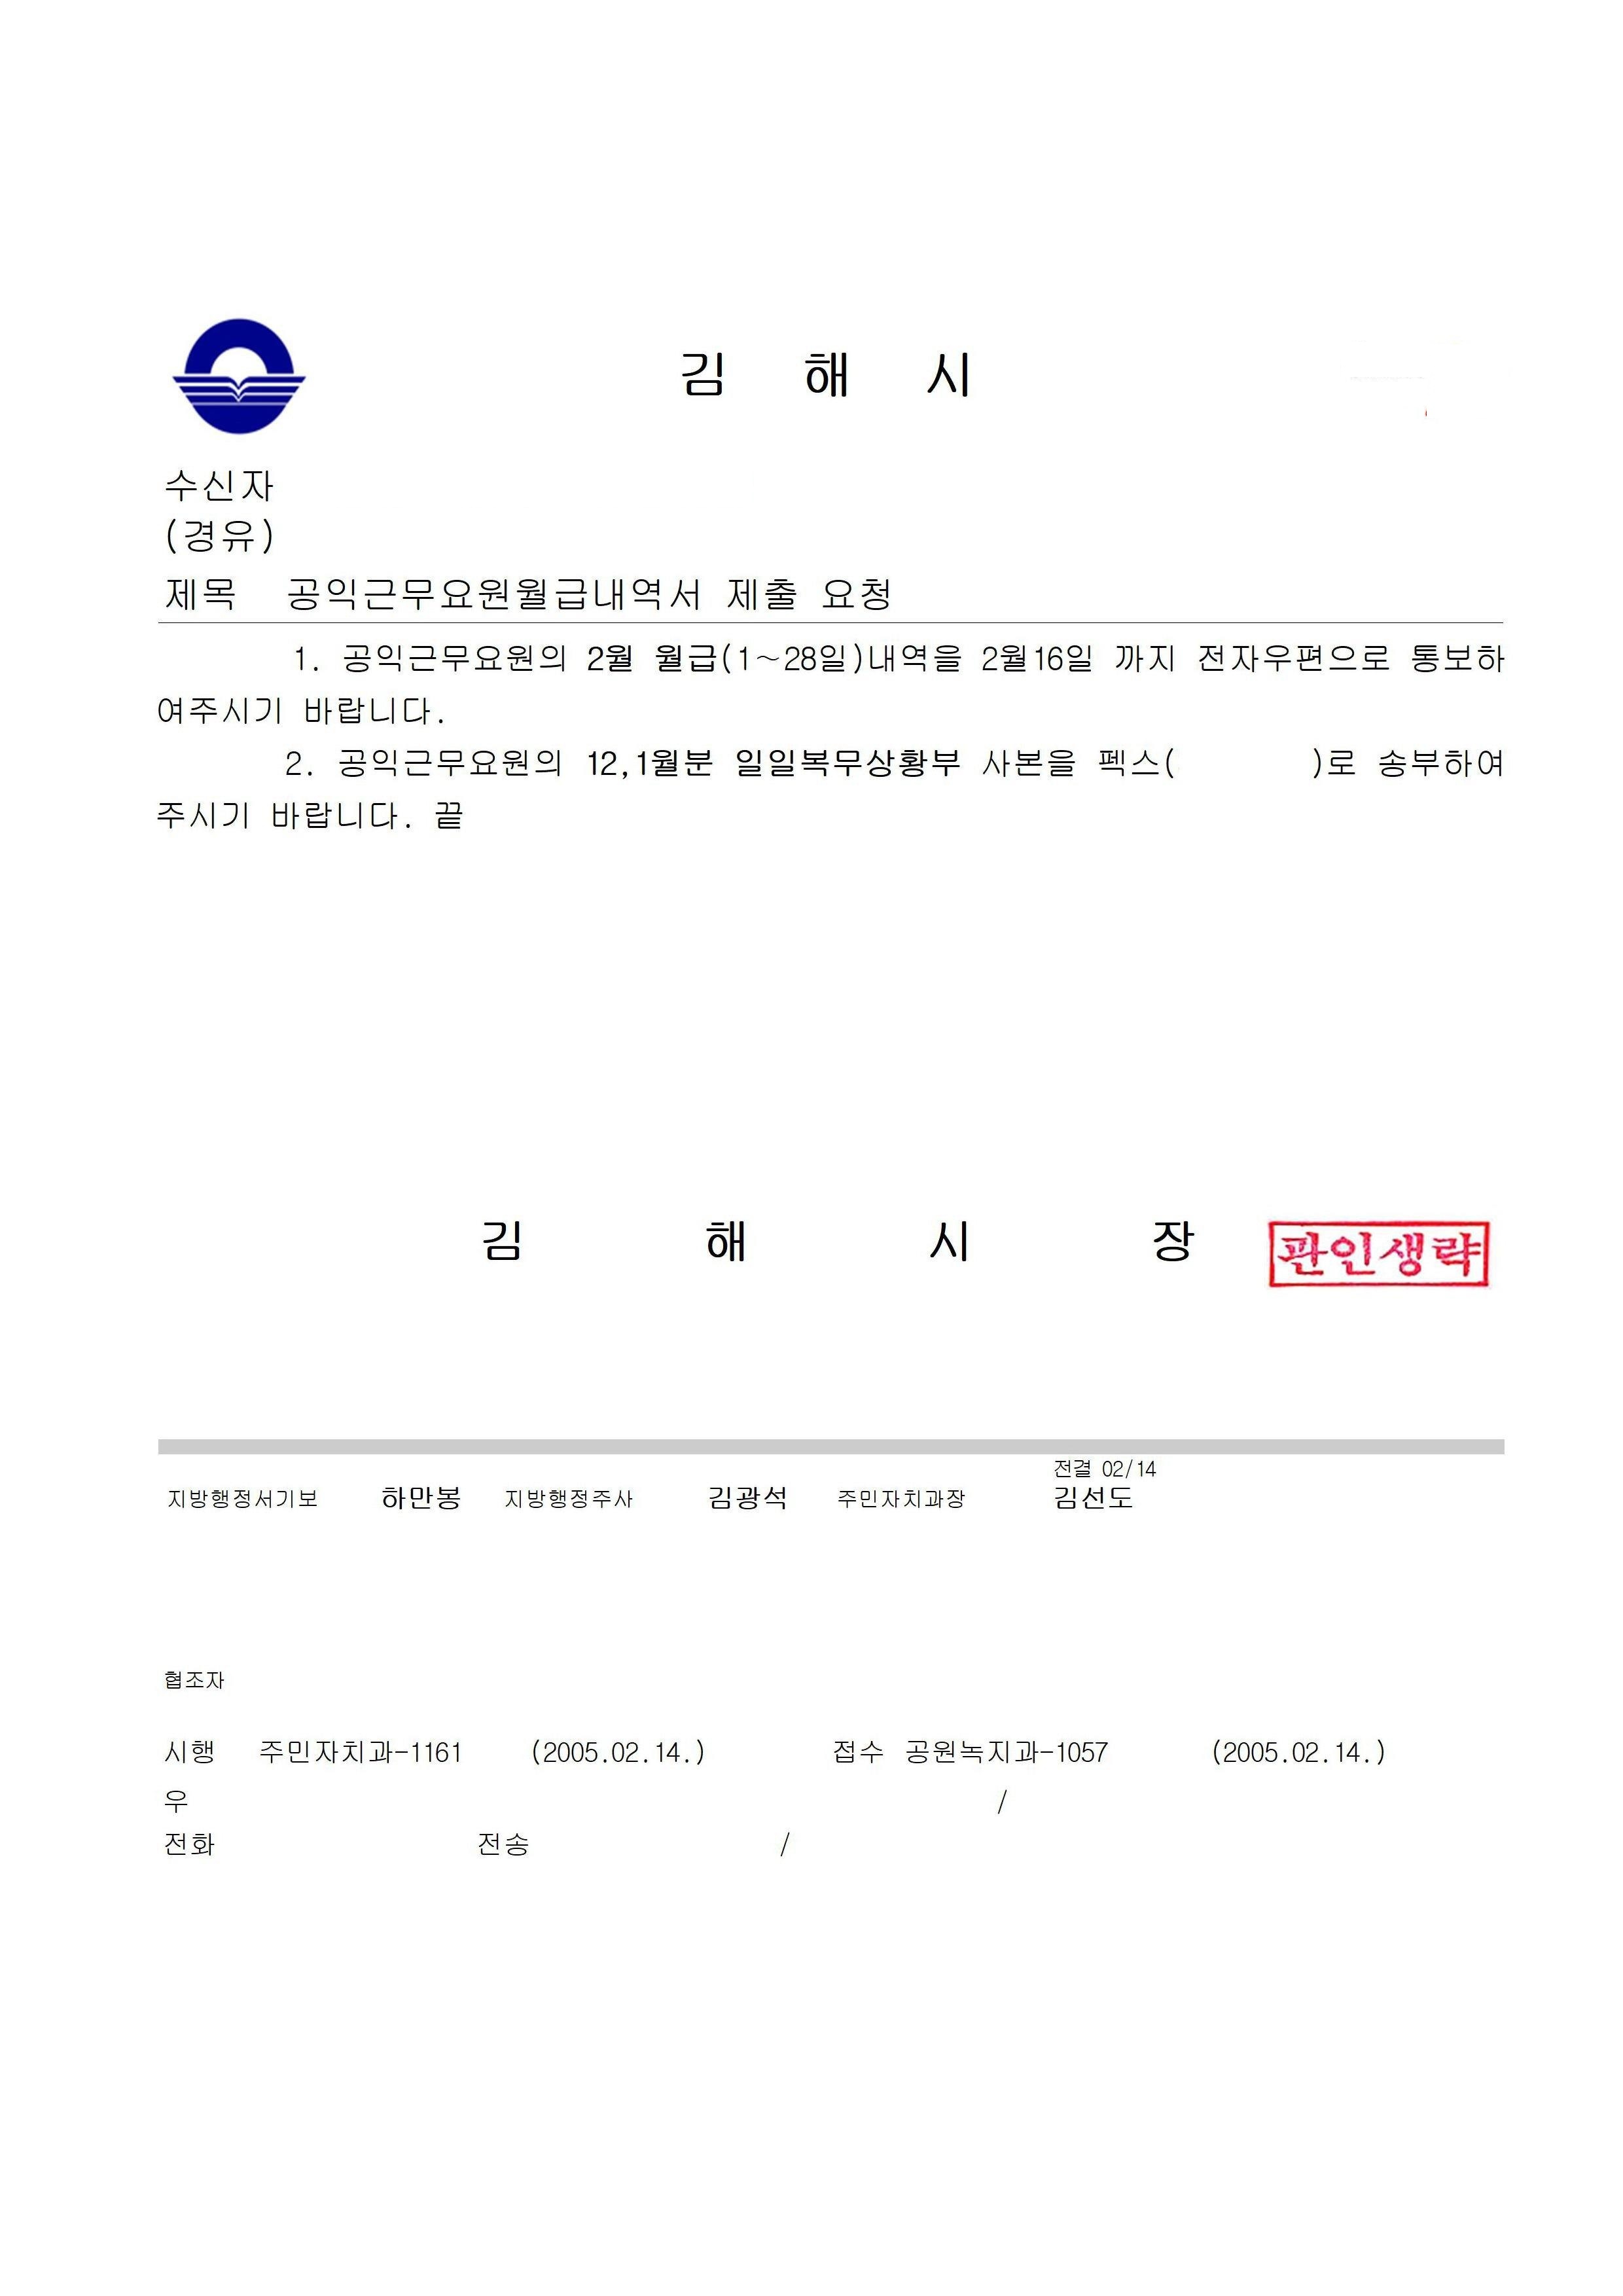 김 해 시
수신자
(경유)
제목 공익근무요원월급내역서 제출 요청
1. 공익근무요원의 2월 월급(1~28일)내역을 2월16일 까지 전자우편으로 통보하
여주시기 바랍니다.
2. 공익근무요원의 12,1월분 일일복무상황부 사본을 펙스( )로 송부하여
주시기 바랍니다. 끝
김 해 시 장 관인생략
전결 02/14
지방행정서기보 하만봉 지방행정주사 김광석 주민자치과장 김선도
협조자
시행 주민자치과-1161 (2005.02.14.) 접수 공원녹지과-1057 (2005.02.14.)
우 /
전화 전송 /